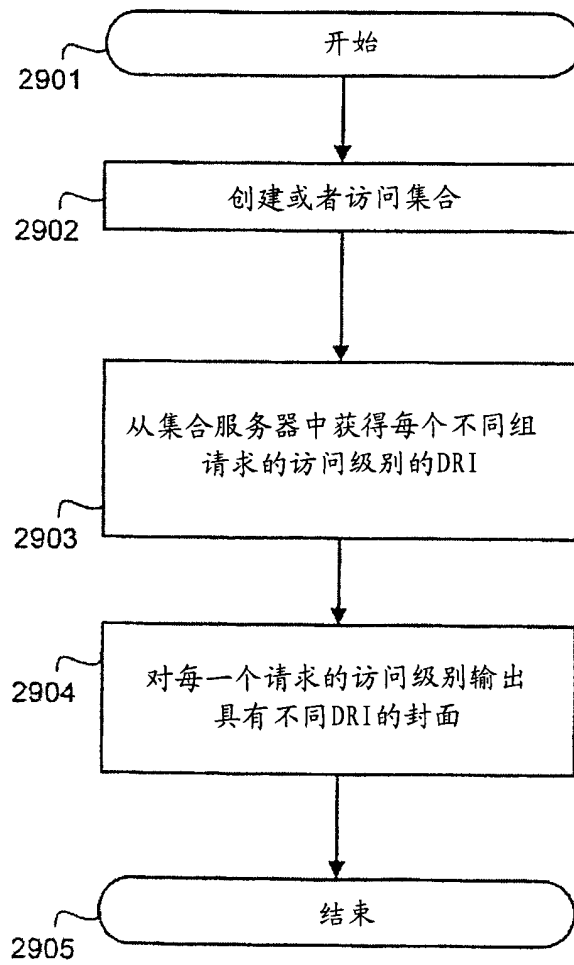 开始
2901
创建或者访问集合
2902
从集合服务器中获得每个不同组
请求的访问级别的DRI
2903
对每一个请求的访问级别输出
具有不同DRI的封面
2904
结束
2905